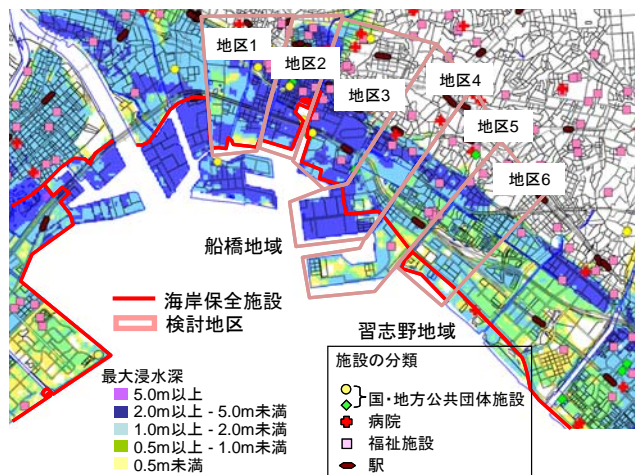 地区1
地区2
地区3
地区4
地区5
地区6
船橋地域
海岸保全施設
検討地区
習志野地域
最大浸水深
5.0m以上
2.0m以上 - 5.0m未満
1.0m以上 - 2.0m未満
0.5m以上 - 1.0m未満
0.5m未満
施設の分類
国・地方公共団体施設
病院
福祉施設
駅